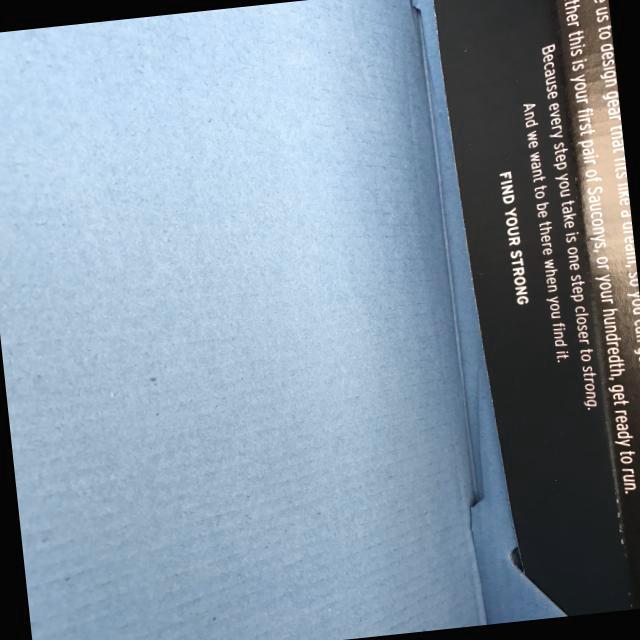 us to design gear that fits like a dream. So
ther this is your first pair of Sauconys, or your hundredth, get ready to run.
Because every step you take is one step closer to strong.
And we want to be there when you find it.
FIND YOUR STRONG